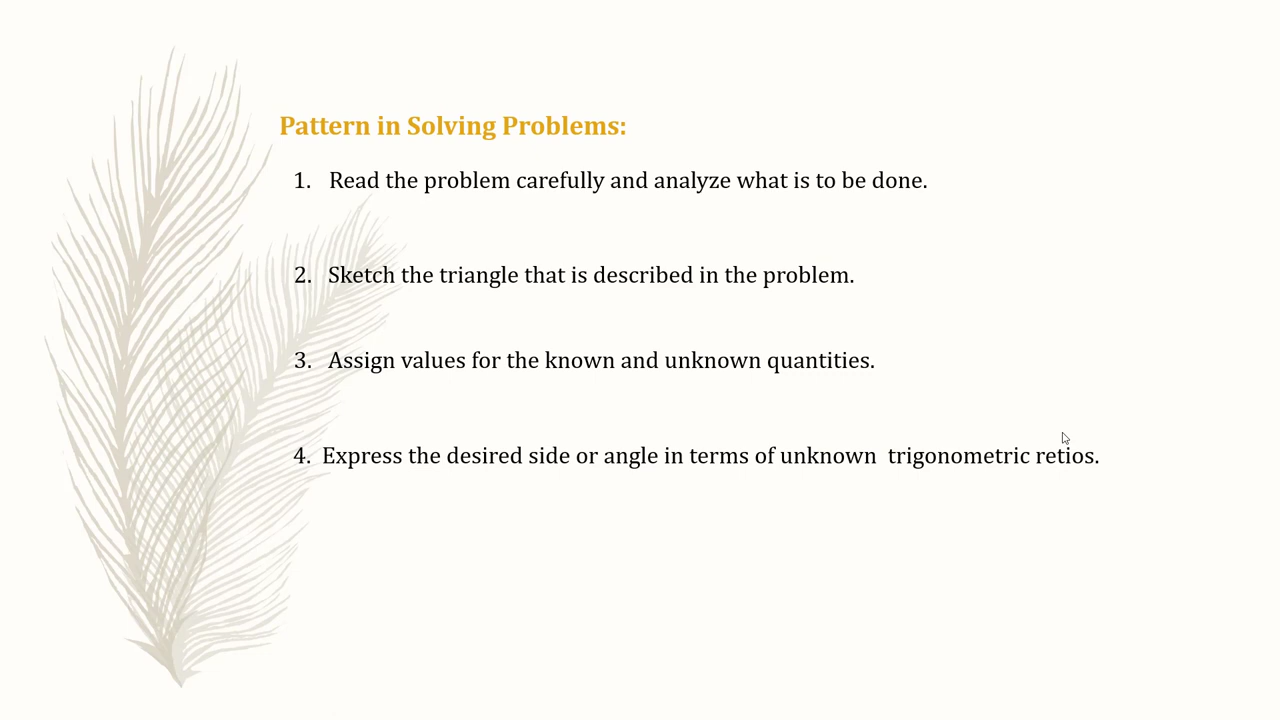 Pattern in Solving Problems:
1. Read the problem carefully and analyze what is to be done.
2. Sketch the triangle that is described in the problem.
3. Assign values for the known and unknown quantities.
4. Express the desired side or angle in terms of unknown trigonometric retios.